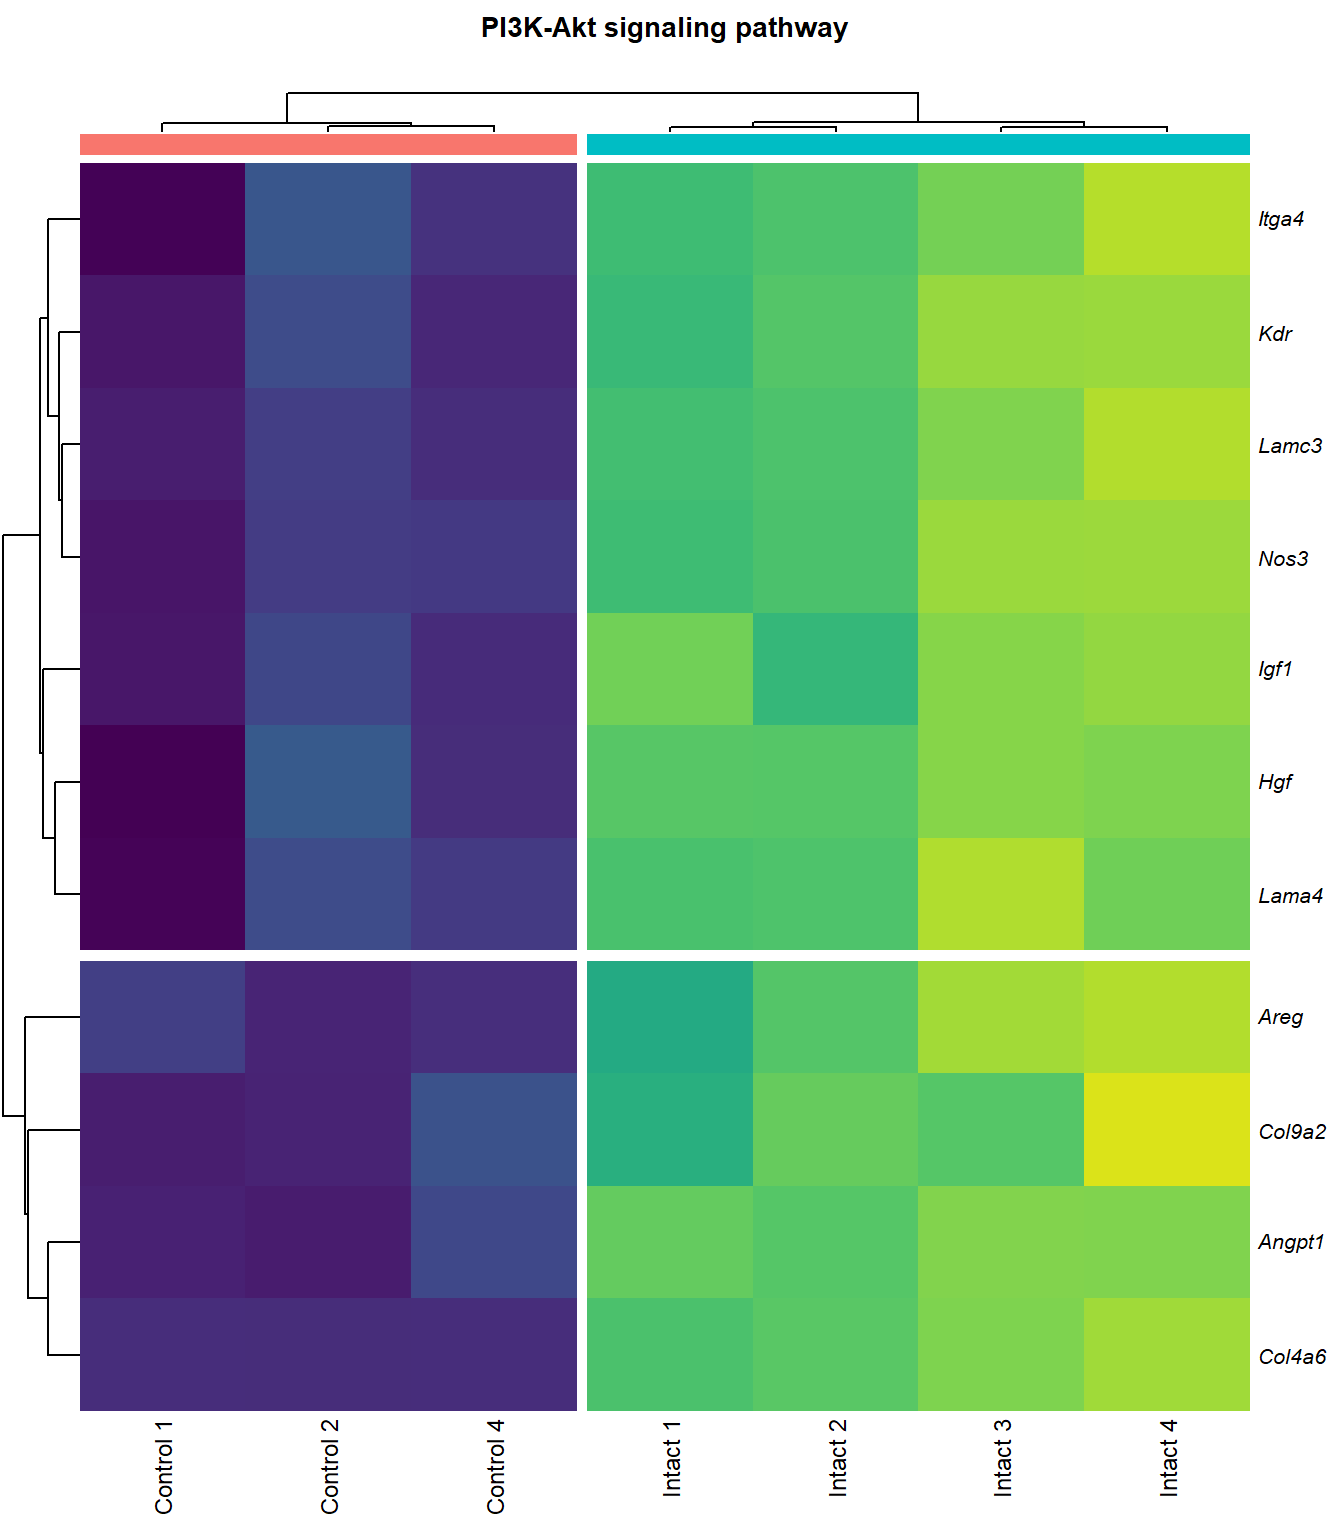 PI3K-Akt signaling pathway
Itga4
Kdr
Lamc3
Nos3
Igf1
Hgf
Lama4
Areg
Col9a2
Angpt1
Col4a6
Control 1
Control 2
Control 4
Intact 1
Intact 2
Intact 3
Intact 4